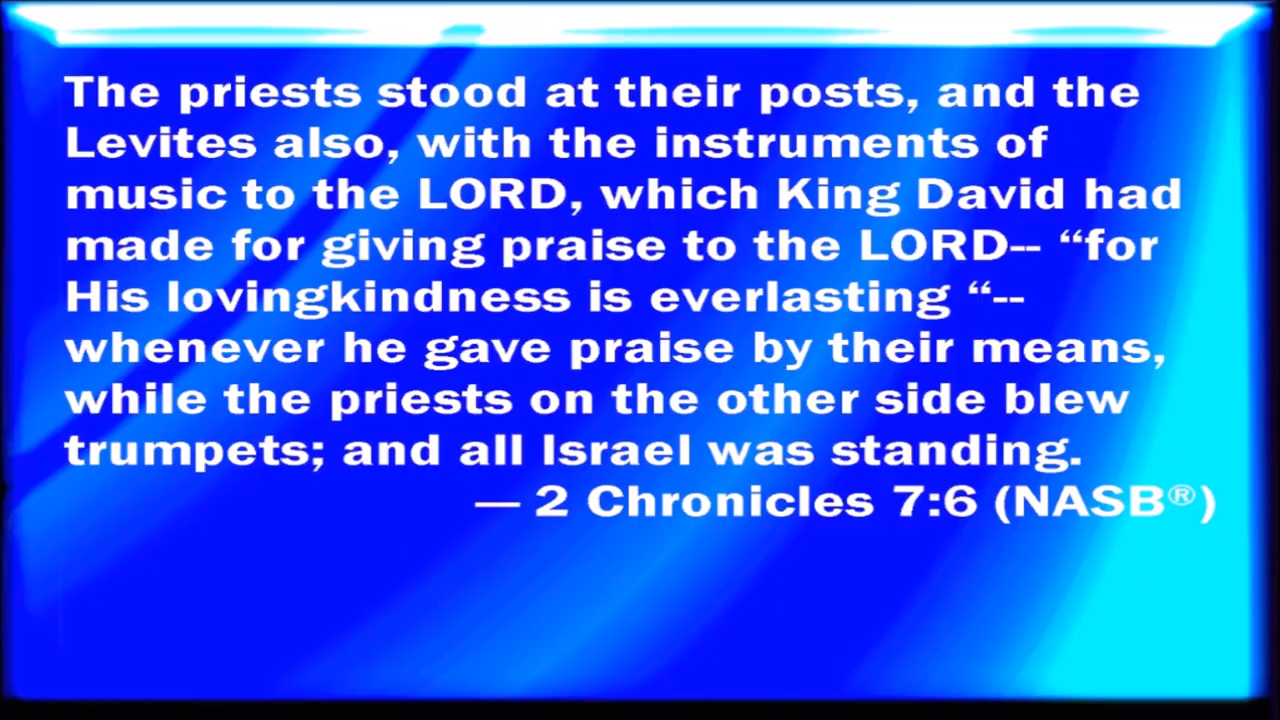 The priests stood at their posts, and the
Levites also, with the instruments of
music to the LORD, which King David had
made for giving praise to the LORD-- “for
His lovingkindness is everlasting “--
whenever he gave praise by their means,
while the priests on the other side blew
trumpets; and all Israel was standing.
— 2 Chronicles 7:6 (NASB®)